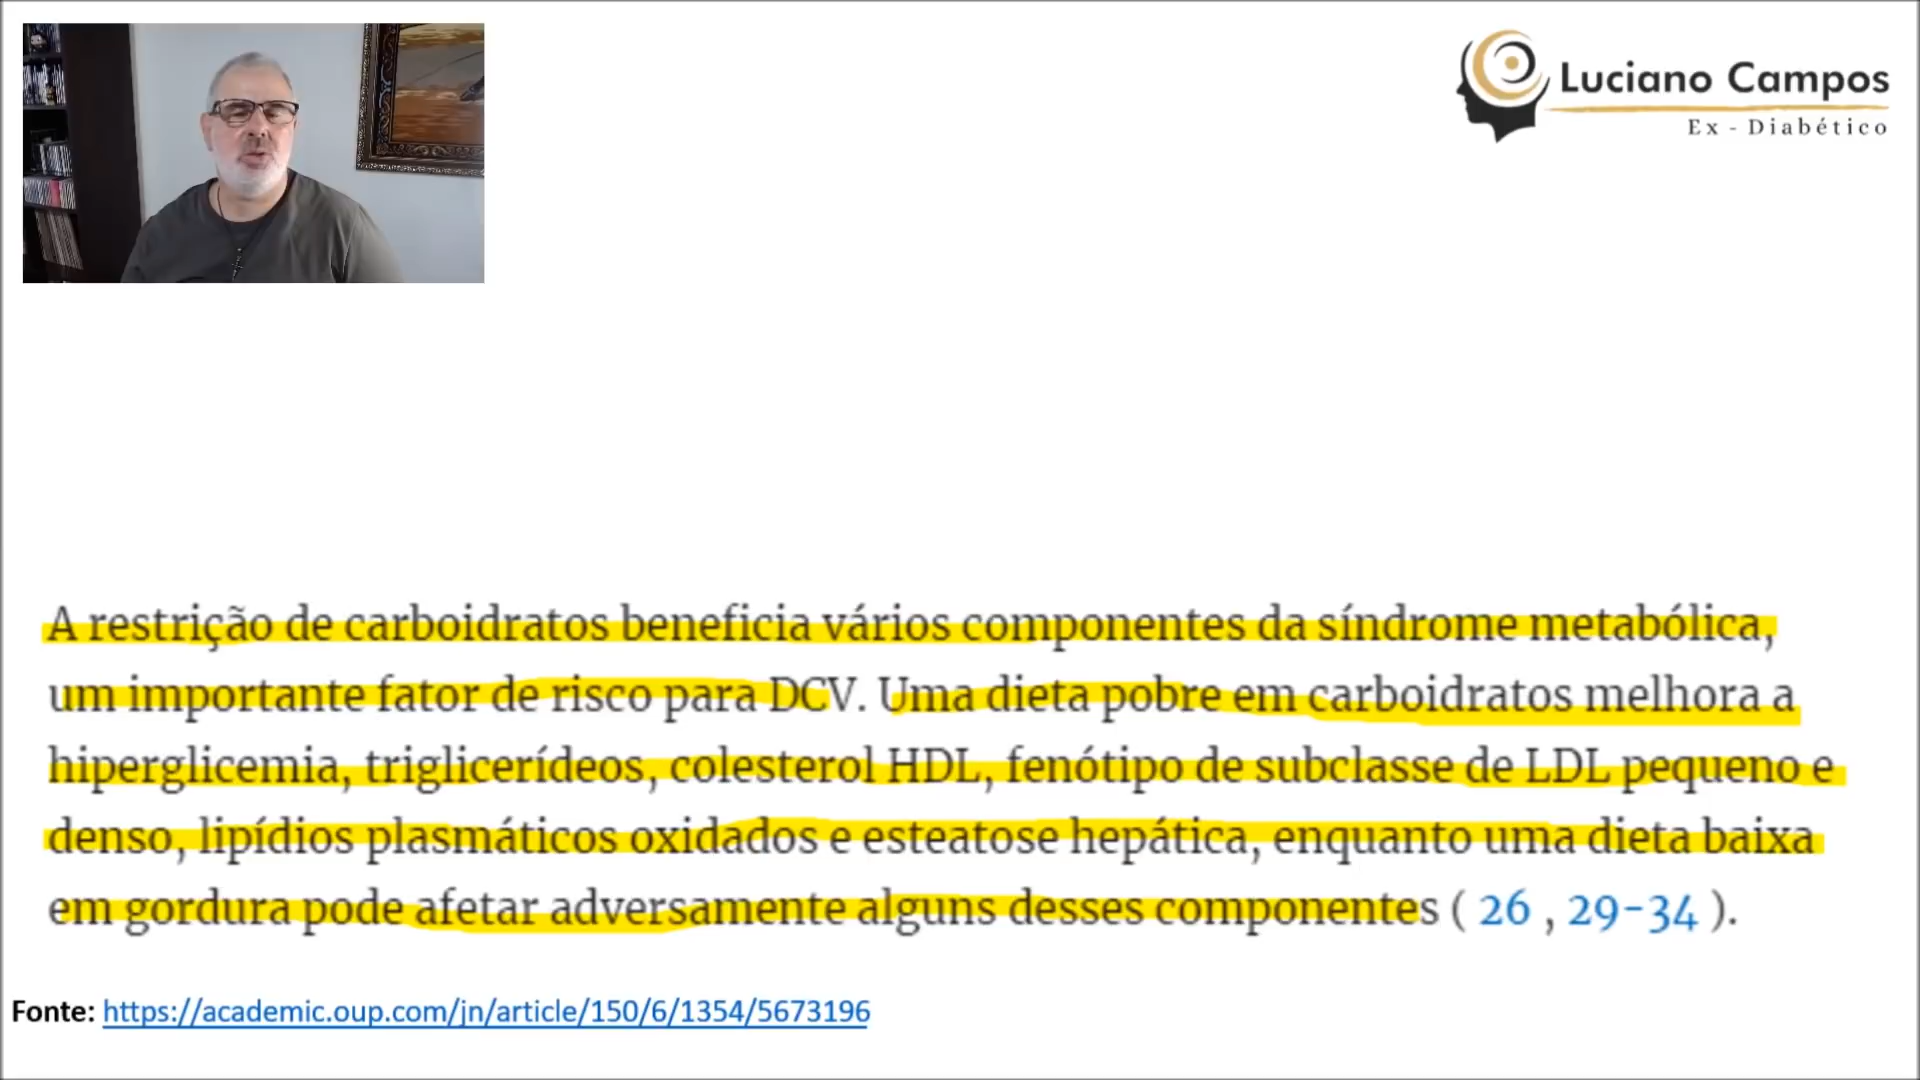 Luciano Campos
Ex - Diabético
A restrição de carboidratos beneficia vários componentes da síndrome metabólica,
um importante fator de risco para DCV. Uma dieta pobre em carboidratos melhora a
hiperglicemia, triglicerídeos, colesterol HDL, fenótipo de subclasse de LDL pequeno e
denso, lipídios plasmáticos oxidados e esteatose hepática, enquanto uma dieta baixa
em gordura pode afetar adversamente alguns desses componentes ( 26 , 29-34 ).
Fonte: https://academic.oup.com/jn/article/150/6/1354/5673196